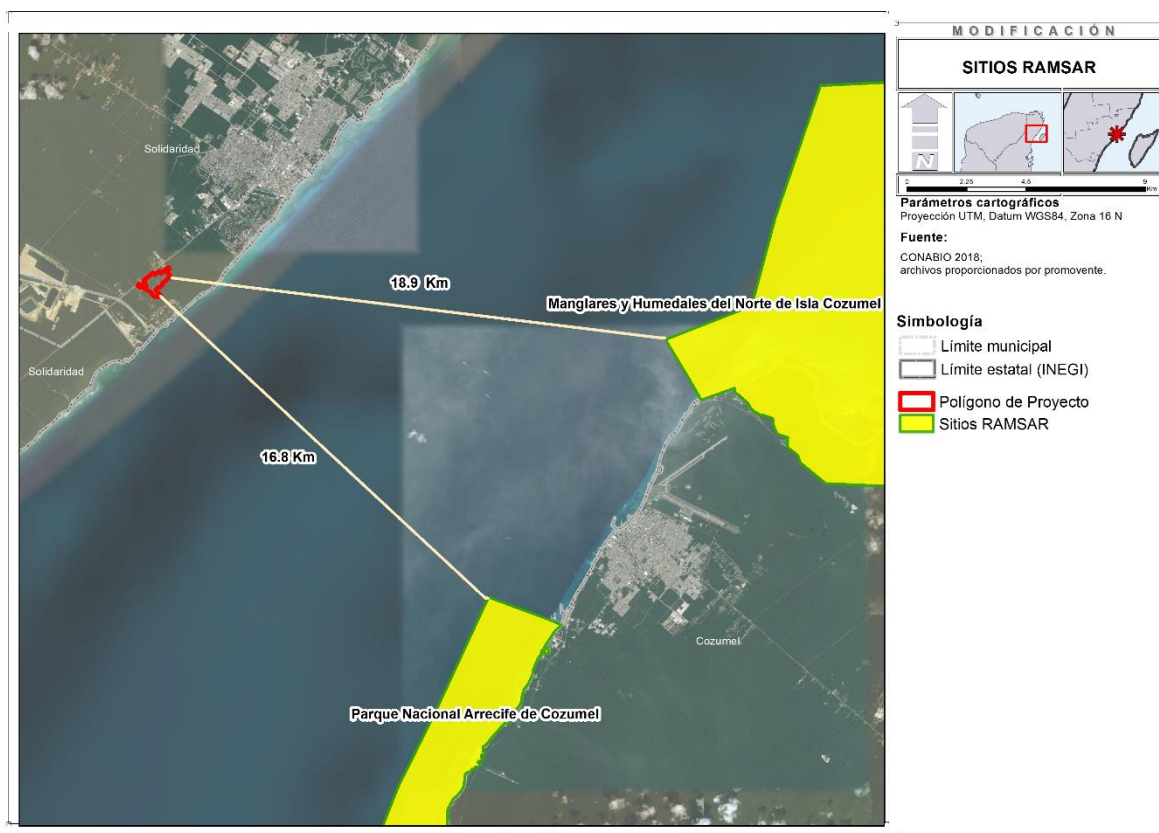 Solidaridad
18.9 Km
Manglares y Humedales del Norte de Isla Cozumel
Solidaridad
16.8 Km
Cozumel
Parque Nacional Arrecife de Cozumel
MODIFICACIÓN
SITIOS RAMSAR
N
0 2.25 4.5 9
Km
Parámetros cartográficos
Proyección UTM, Datum WGS84, Zona 16 N
Fuente:
CONABIO 2018;
archivos proporcionados por promovente.
Simbología
Límite municipal
Límite estatal (INEGI)
Polígono de Proyecto
Sitios RAMSAR